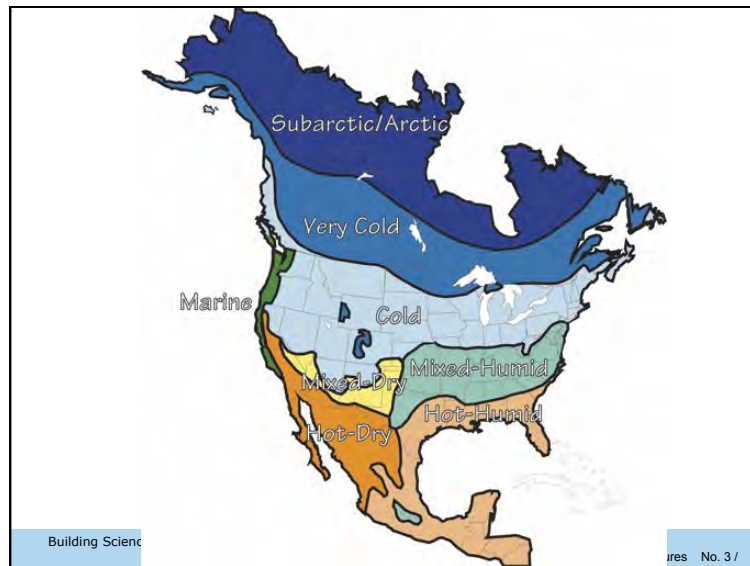 Subarctic/Arctic
Very Cold
Marine
Cold
Mixed-Humid
Mixed-Dry
Hot-Humid
Hot-Dry
Building Scienc
ures No. 3 /